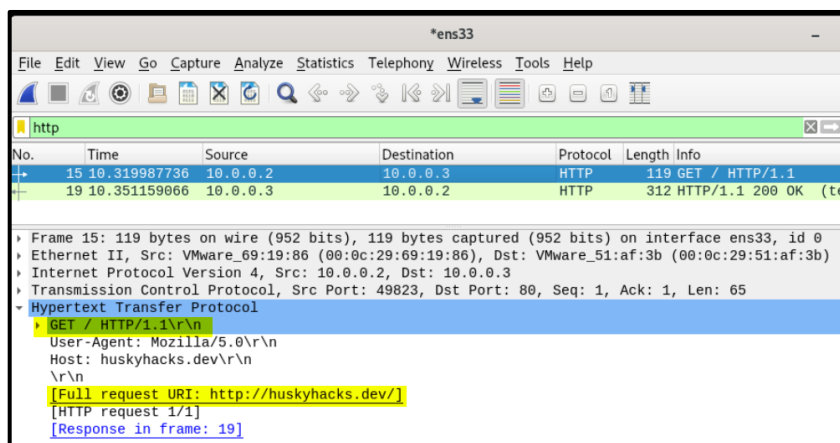 *ens33
File Edit View Go Capture Analyze Statistics Telephony Wireless Tools Help
http
No. Time Source Destination Protocol Length Info
15 10.319987736 10.0.0.2 10.0.0.3 HTTP 119 GET / HTTP/1.1
19 10.351159066 10.0.0.3 10.0.0.2 HTTP 312 HTTP/1.1 200 OK (te
Frame 15: 119 bytes on wire (952 bits), 119 bytes captured (952 bits) on interface ens33, id 0
Ethernet II, Src: VMware_69:19:86 (00:0c:29:69:19:86), Dst: VMware_51:af:3b (00:0c:29:51:af:3b)
Internet Protocol Version 4, Src: 10.0.0.2, Dst: 10.0.0.3
Transmission Control Protocol, Src Port: 49823, Dst Port: 80, Seq: 1, Ack: 1, Len: 65
Hypertext Transfer Protocol
GET / HTTP/1.1\r\n
User-Agent: Mozilla/5.0\r\n
Host: huskyhacks.dev\r\n
\r\n
[Full request URI: http://huskyhacks.dev/]
[HTTP request 1/1]
[Response in frame: 19]